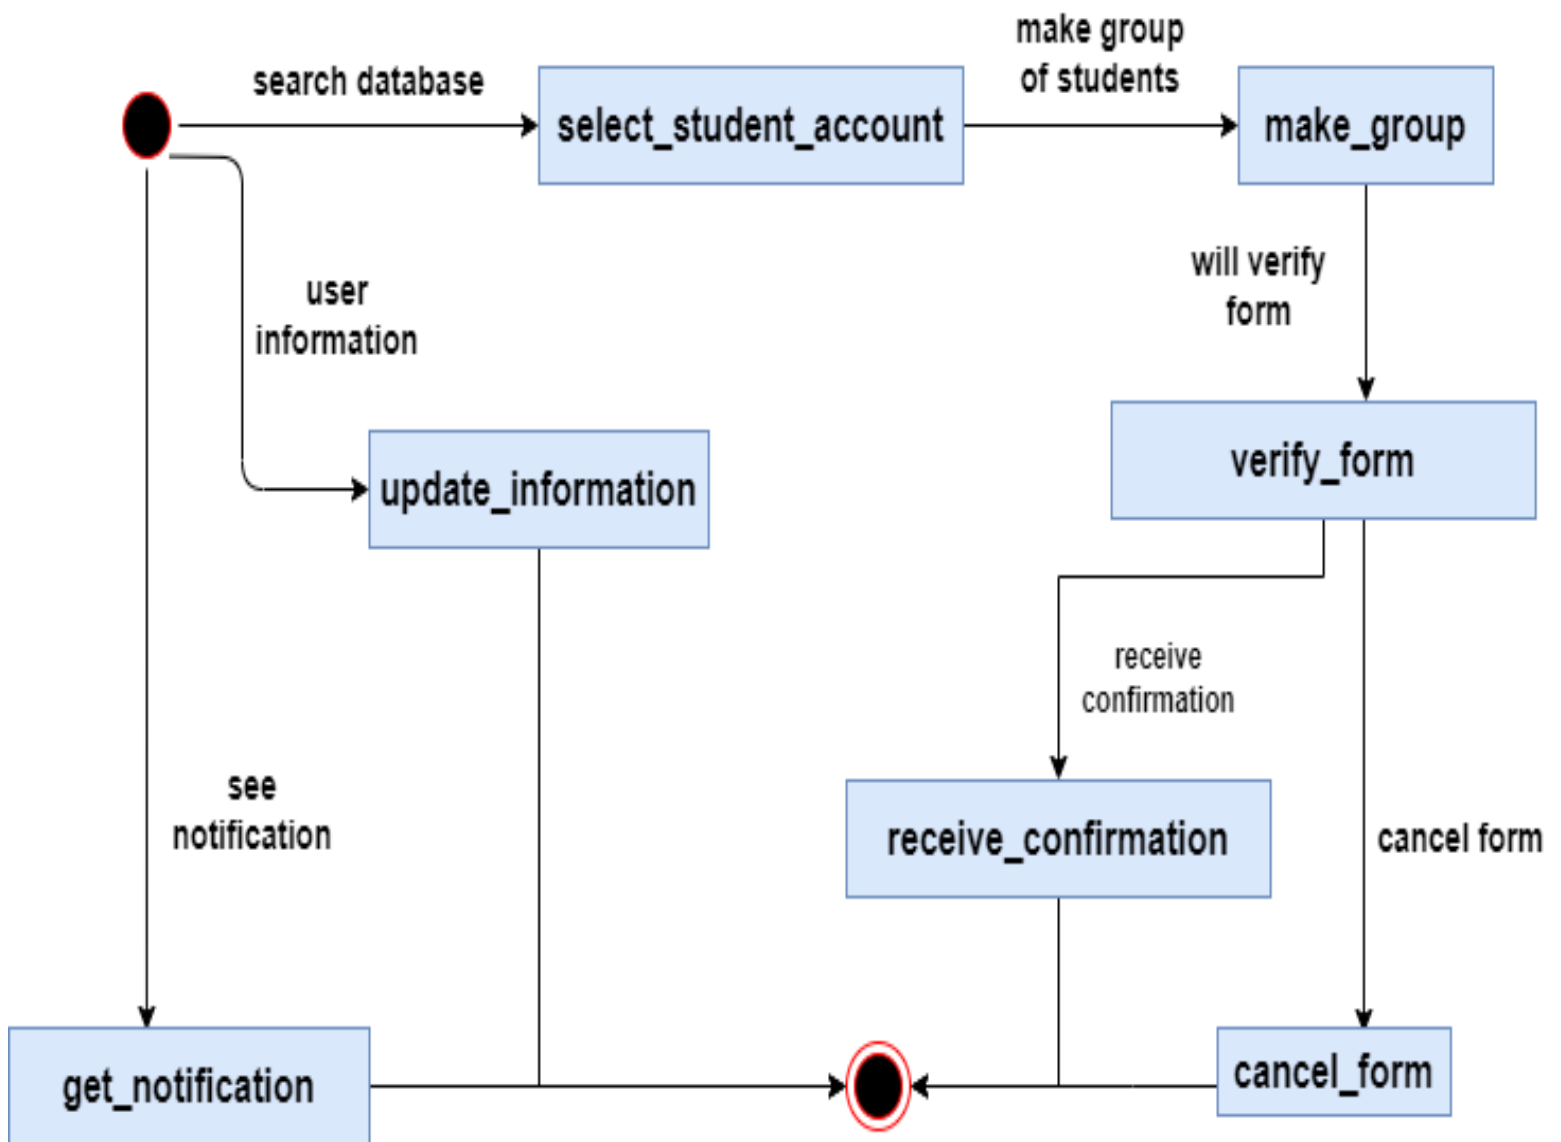 make group
of students
search database
select_student_account
make_group
will verify
form
user
information
update_information
verify_form
receive
confirmation
see
notification
receive_confirmation
cancel form
get_notification
cancel_form